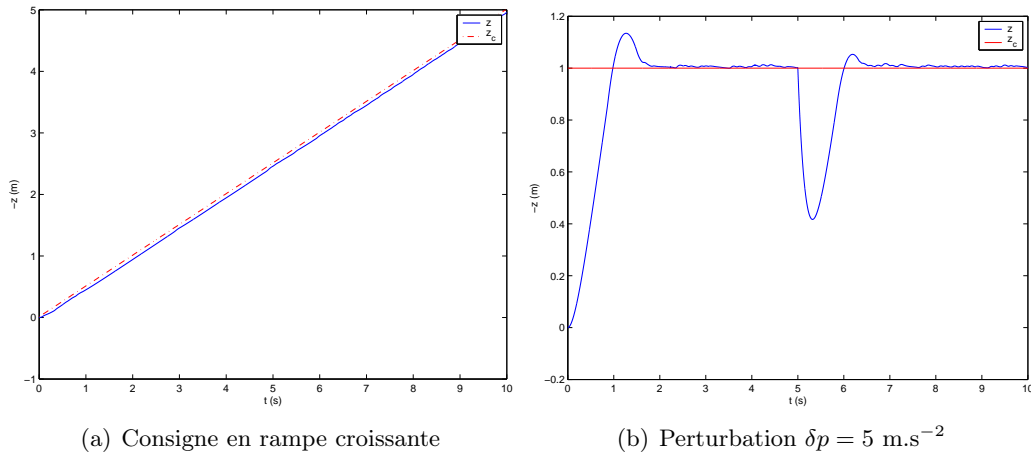 5
4
3
2
1
0
−1
−z (m)
0 1 2 3 4 5 6 7 8 9 10
t (s)
z
z_c
(a) Consigne en rampe croissante
1.2
1
0.8
0.6
0.4
0.2
0
−0.2
−z (m)
0 1 2 3 4 5 6 7 8 9 10
t (s)
z
z_c
(b) Perturbation δp = 5 m.s⁻²